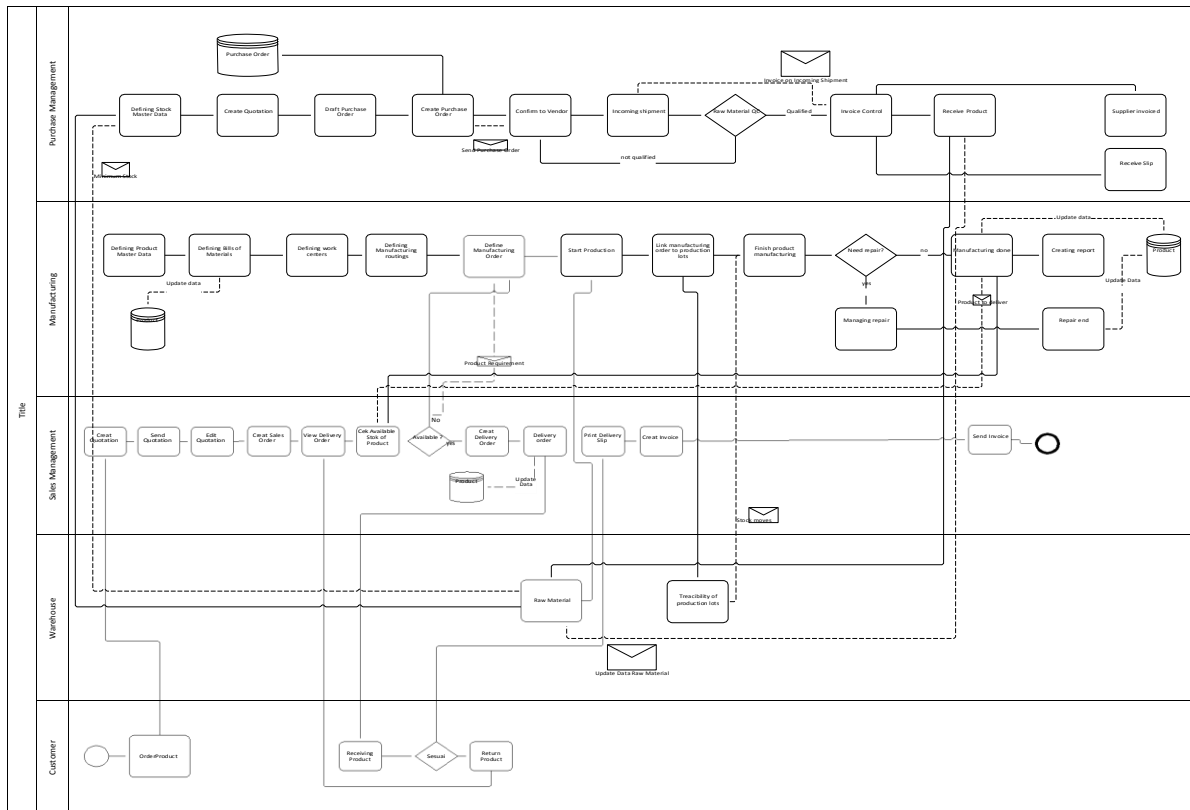 Title
Purchase Management
Purchase Order
Invoice on Incoming Shipment
Defining Stock
Master Data
Create Quotation
Draft Purchase
Order
Create Purchase
Order
Confirm to Vendor
Incoming shipment
Raw Material QC
Qualified
Invoice Control
Receive Product
Supplier invoiced
Send Purchase Order
not qualified
Minimum Stock
Receive Slip
Manufacturing
Update data
Defining Product
Master Data
Defining Bills of
Materials
Defining work
centers
Defining
Manufacturing
routings
Define
Manufacturing
Order
Start Production
Link manufacturing
order to production
lots
Finish product
manufacturing
Need repair?
no
Manufacturing done
Creating report
Product
Update data
yes
Update Data
Product to deliver
Product
Managing repair
Repair end
Product Requirement
Sales Management
No
Creat
Quotation
Send
Quotation
Edit
Quotation
Creat Sales
Order
View Delivery
Order
Cek Available
Stok of
Product
Available ?
yes
Creat
Delivery
Order
Delivery
order
Print Delivery
Slip
Creat Invoice
Send Invoice
Product
Update
Data
Stock moves
Warehouse
Raw Material
Treacibility of
production lots
Update Data Raw Material
Customer
OrderProduct
Receiving
Product
Sesuai
Return
Product